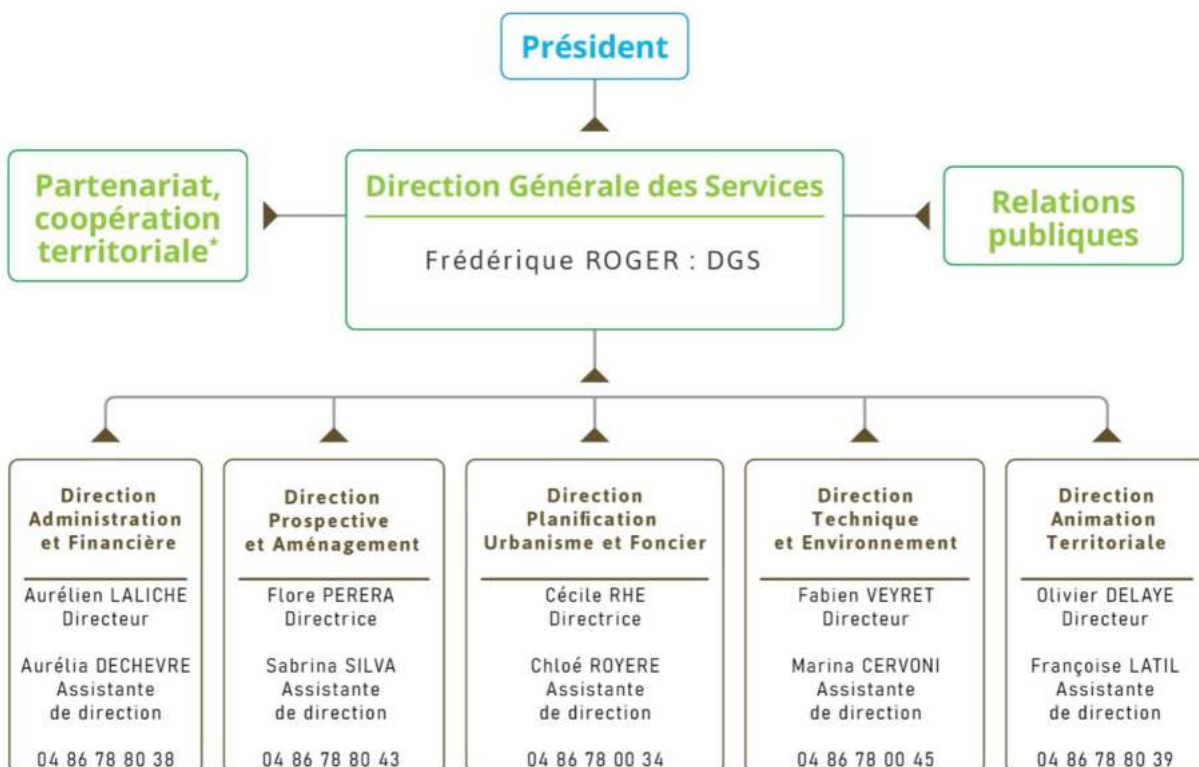 Président
Partenariat,
coopération
territoriale*
Direction Générale des Services
Frédérique ROGER : DGS
Relations
publiques
Direction
Administration
et Financière
Aurélien LALICHE
Directeur
Aurélia DECHEVRE
Assistante
de direction
04 86 78 80 38
Direction
Prospective
et Aménagement
Flore PERERA
Directrice
Sabrina SILVA
Assistante
de direction
04 86 78 80 43
Direction
Planification
Urbanisme et Foncier
Cécile RHE
Directrice
Chloé ROYERE
Assistante
de direction
04 86 78 00 34
Direction
Technique
et Environnement
Fabien VEYRET
Directeur
Marina CERVONI
Assistante
de direction
04 86 78 00 45
Direction
Animation
Territoriale
Olivier DELAYE
Directeur
Françoise LATIL
Assistante
de direction
04 86 78 80 39